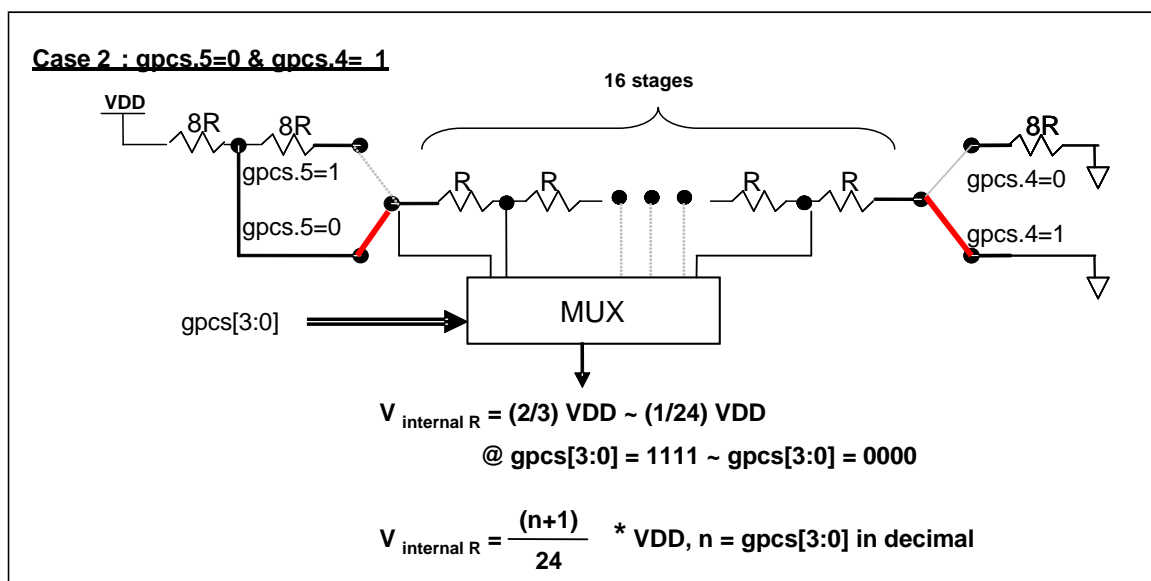 Case 2 : gpcs.5=0 & gpcs.4= 1
16 stages
VDD
8R
8R
8R
gpcs.5=1
R
R
R
R
gpcs.4=0
gpcs.5=0
gpcs.4=1
gpcs[3:0]
MUX
V internal R = (2/3) VDD ~ (1/24) VDD
@ gpcs[3:0] = 1111 ~ gpcs[3:0] = 0000
V internal R = (n+1) / 24 * VDD, n = gpcs[3:0] in decimal